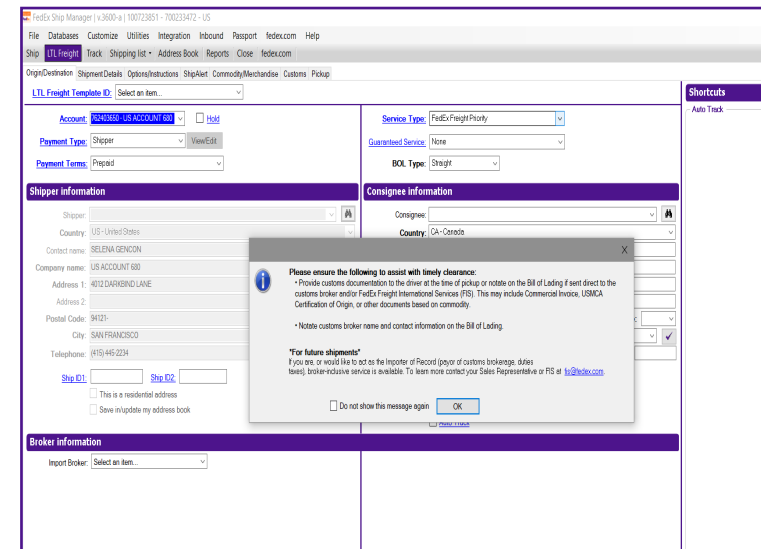 FedEx Ship Manager | v.3600-a | 100723851 - 700233472 - US
File Databases Customize Utilities Integration Inbound Passport fedex.com Help
Ship LTL Freight Track Shipping list Address Book Reports Close fedex.com
Origin/Destination Shipment Details Options/Instructions ShipAlert Commodity/Merchandise Customs Pickup
LTL Freight Template ID: Select an item...
Shortcuts
Auto Track
Account: 762403650 - US ACCOUNT 680 Hold
Service Type: FedEx Freight Priority
Payment Type: Shipper View/Edit
Guaranteed Service: None
Payment Terms: Prepaid
BOL Type: Straight
Shipper information
Consignee information
Shipper:
Consignee:
Country: US - United States
Country: CA - Canada
Contact name: SELENA GENCON
Company name: US ACCOUNT 680
Address 1: 4012 DARKBIND LANE
Address 2:
Postal Code: 94121-
City: SAN FRANCISCO
Telephone: (415) 445-2234
Ship ID1: Ship ID2:
This is a residential address
Save in/update my address book
X
Please ensure the following to assist with timely clearance:
• Provide customs documentation to the driver at the time of pickup or notate on the Bill of Lading if sent direct to the
customs broker and/or FedEx Freight International Services (FIS). This may include Commercial Invoice, USMCA
Certification of Origin, or other documents based on commodity.
• Notate customs broker name and contact information on the Bill of Lading.
*For future shipments*
If you are, or would like to act as the Importer of Record (payor of customs brokerage, duties
taxes), broker-inclusive service is available. To learn more contact your Sales Representative or FIS at fis@fedex.com.
Do not show this message again OK
Auto Track
Broker information
Import Broker: Select an item...